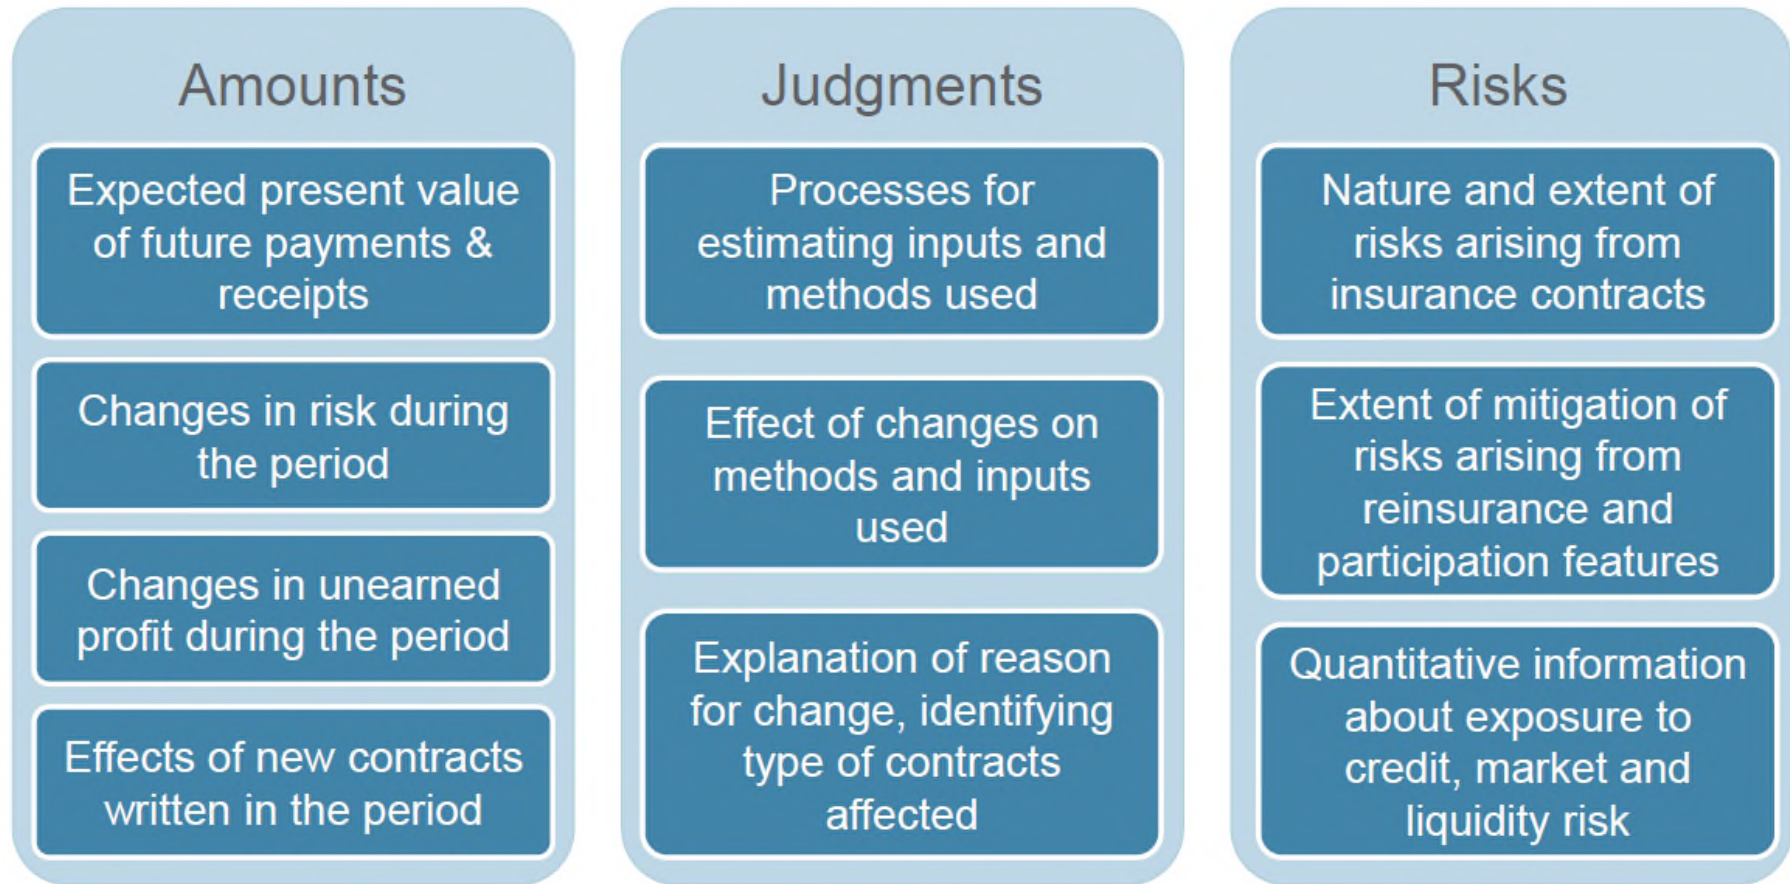 Amounts
Expected present value
of future payments &
receipts
Changes in risk during
the period
Changes in unearned
profit during the period
Effects of new contracts
written in the period
Judgments
Processes for
estimating inputs and
methods used
Effect of changes on
methods and inputs
used
Explanation of reason
for change, identifying
type of contracts
affected
Risks
Nature and extent of
risks arising from
insurance contracts
Extent of mitigation of
risks arising from
reinsurance and
participation features
Quantitative information
about exposure to
credit, market and
liquidity risk